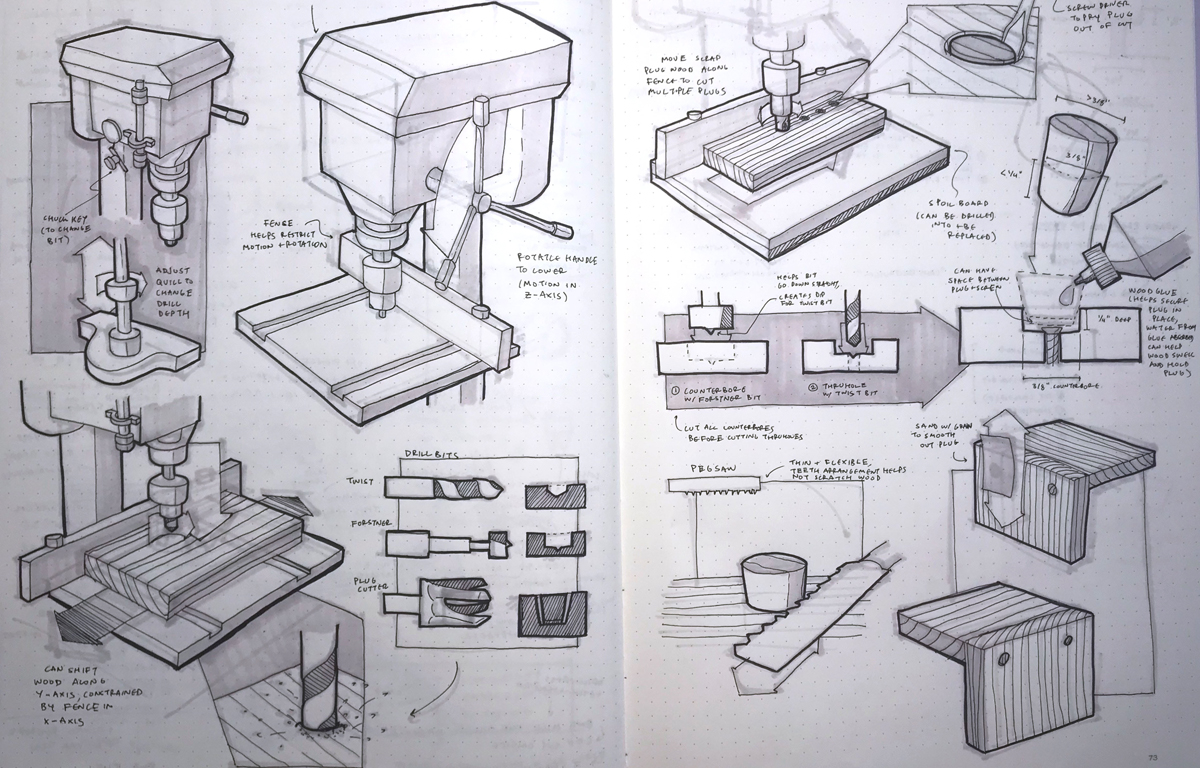 CHUCK KEY
(TO CHANGE
BIT)
ADJUST
QUILL TO
CHANGE
DRILL
DEPTH
FENSE
HELPS RESTRICT
MOTION + ROTATION
ROTATLE HANDLE
TO LOWER
(MOTION IN
Z-AXIS)
CAN SHIFT
WOOD ALONG
Y-AXIS, CONSTRAINED
BY FENCE IN
X-AXIS
DRILL BITS
TWIST
FORSTNER
PLUG
CUTTER
MOVE SCRAP
PLUG WOOD ALONG
FENCE TO CUT
MULTIPLE PLUGS
SCREW DRIVER
TO PRY PLUG
OUT OF CUT
>3/8"
3/8"
<1/4"
SPOIL BOARD
(CAN BE DRILLED
INTO + BE
REPLACED)
HELPS BIT
GO DOWN STRAIGHT,
CREATES DIP
FOR TWIST BIT
CAN HAVE
SPACE BETWEEN
PLUG + SCREW
WOOD GLUE
(HELPS SECURE
PLUG IN
PLACE,
WATER FROM
GLUE
CAN HELP
WOOD SWELL
AND HOLD
PLUG)
1/4" DEEP
3/8" COUNTERBORE
① COUNTERBORE
W/ FORSTNER BIT
② THRUHOLE
W/ TWIST BIT
CUT ALL COUNTERBORES
BEFORE CUTTING THRUHOLES
SAND W/ GRAIN
TO SMOOTH
OUT PLUG
PEGSAW
THIN + FLEXIBLE,
TEETH ARRANGEMENT HELPS
NOT SCRATCH WOOD
73